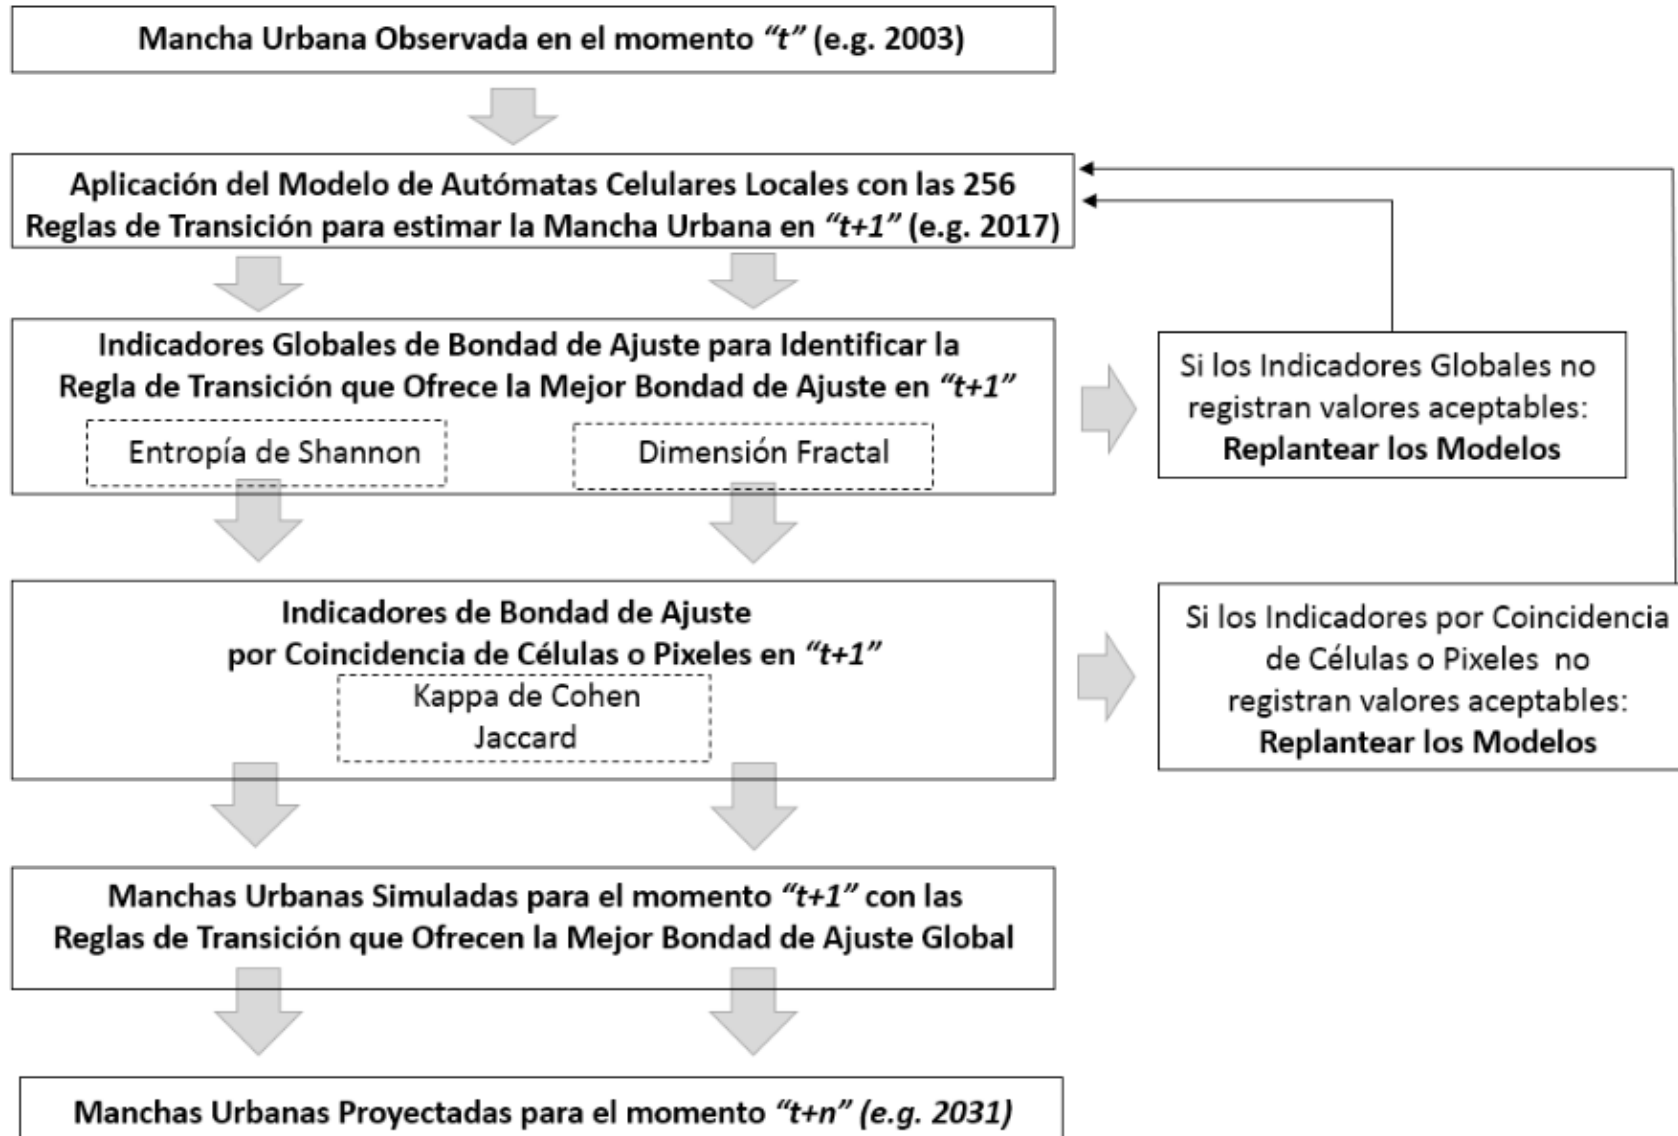 Mancha Urbana Observada en el momento “t” (e.g. 2003)
Aplicación del Modelo de Autómatas Celulares Locales con las 256
Reglas de Transición para estimar la Mancha Urbana en “t+1” (e.g. 2017)
Indicadores Globales de Bondad de Ajuste para Identificar la
Regla de Transición que Ofrece la Mejor Bondad de Ajuste en “t+1”
Entropía de Shannon
Dimensión Fractal
Si los Indicadores Globales no
registran valores aceptables:
Replantear los Modelos
Indicadores de Bondad de Ajuste
por Coincidencia de Células o Pixeles en “t+1”
Kappa de Cohen
Jaccard
Si los Indicadores por Coincidencia
de Células o Pixeles no
registran valores aceptables:
Replantear los Modelos
Manchas Urbanas Simuladas para el momento “t+1” con las
Reglas de Transición que Ofrecen la Mejor Bondad de Ajuste Global
Manchas Urbanas Proyectadas para el momento “t+n” (e.g. 2031)